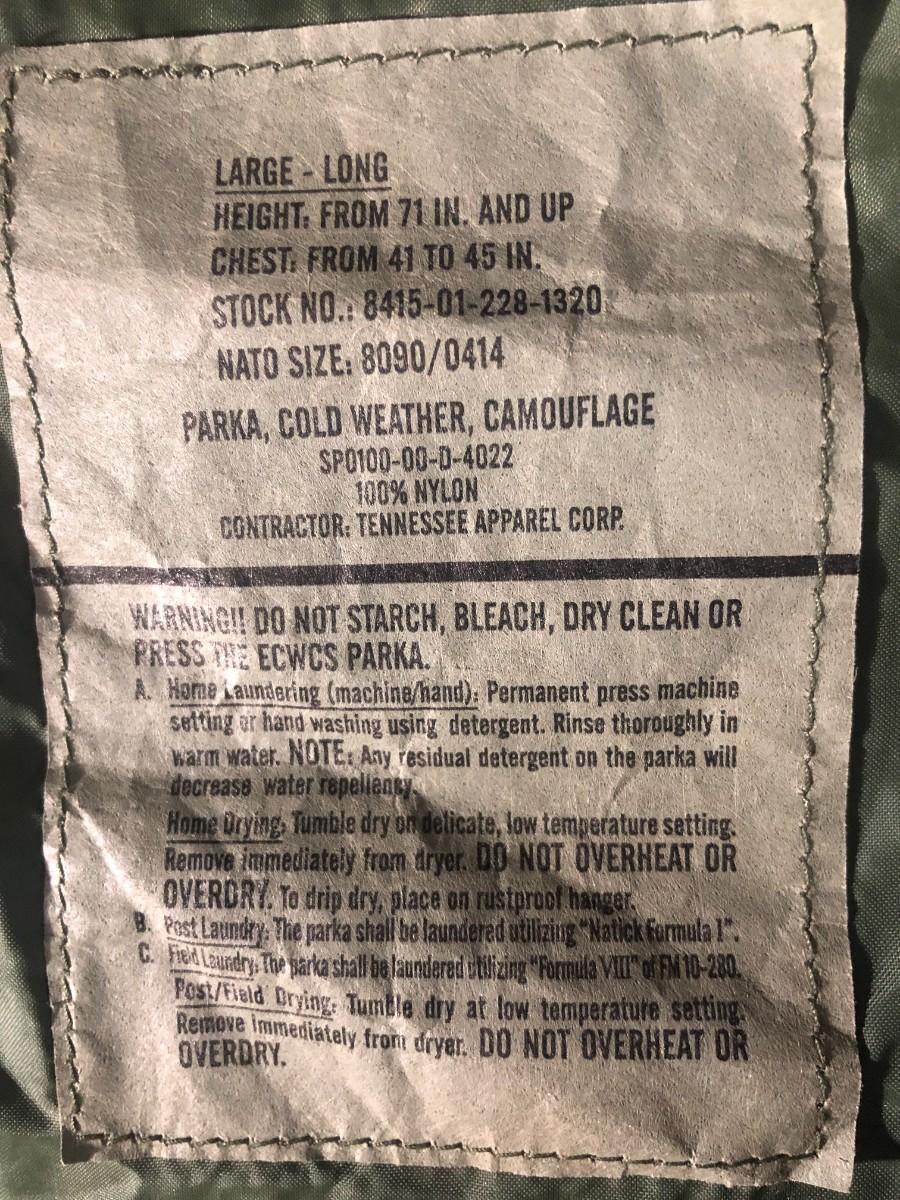 LARGE - LONG
HEIGHT: FROM 71 IN. AND UP
CHEST: FROM 41 TO 45 IN.
STOCK NO.: 8415-01-228-1320
NATO SIZE: 8090/0414
PARKA, COLD WEATHER, CAMOUFLAGE
SPO100-00-D-4022
100% NYLON
CONTRACTOR: TENNESSEE APPAREL CORP.
WARNING!! DO NOT STARCH, BLEACH, DRY CLEAN OR
PRESS THE ECWCS PARKA.
A. Home Laundering (machine/hand): Permanent press machine
setting or hand washing using detergent. Rinse thoroughly in
warm water. NOTE: Any residual detergent on the parka will
decrease water repellency.
Home Drying: Tumble dry on delicate, low temperature setting.
Remove immediately from dryer. DO NOT OVERHEAT OR
OVERDRY. To drip dry, place on rustproof hanger.
B. Post Laundry: The parka shall be laundered utilizing "Natick Formula 1".
C. Field Laundry: The parka shall be laundered utilizing "Formula VIII" of FM 10-280.
Post/Field Drying: Tumble dry at low temperature setting.
Remove immediately from dryer. DO NOT OVERHEAT OR
OVERDRY.